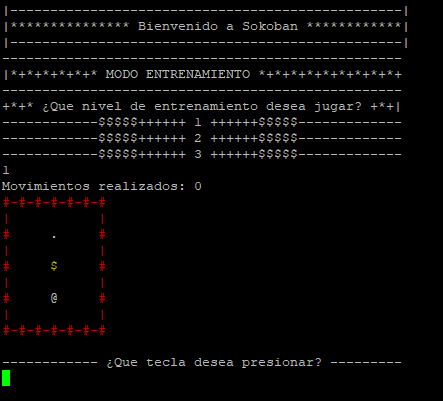 |---------------------------------------------------|
|*************** Bienvenido a Sokoban ************|
|---------------------------------------------------|
--------------------------------------------------
|*+*+*+*+*+* MODO ENTRENAMIENTO *+*+*+*+*+*+*+*+*+
--------------------------------------------------
+*+* ¿Que nivel de entrenamiento desea jugar? +*+|
------------$$$$$++++++ 1 ++++++$$$$$-------------
------------$$$$$++++++ 2 ++++++$$$$$-------------
------------$$$$$++++++ 3 ++++++$$$$$-------------
1
Movimientos realizados: 0
#-#-#-#-#-#-#
|           |
#     .     #
|           |
#     $     #
|           |
#     @     #
|           |
#-#-#-#-#-#-#
------------ ¿Que tecla desea presionar? ---------